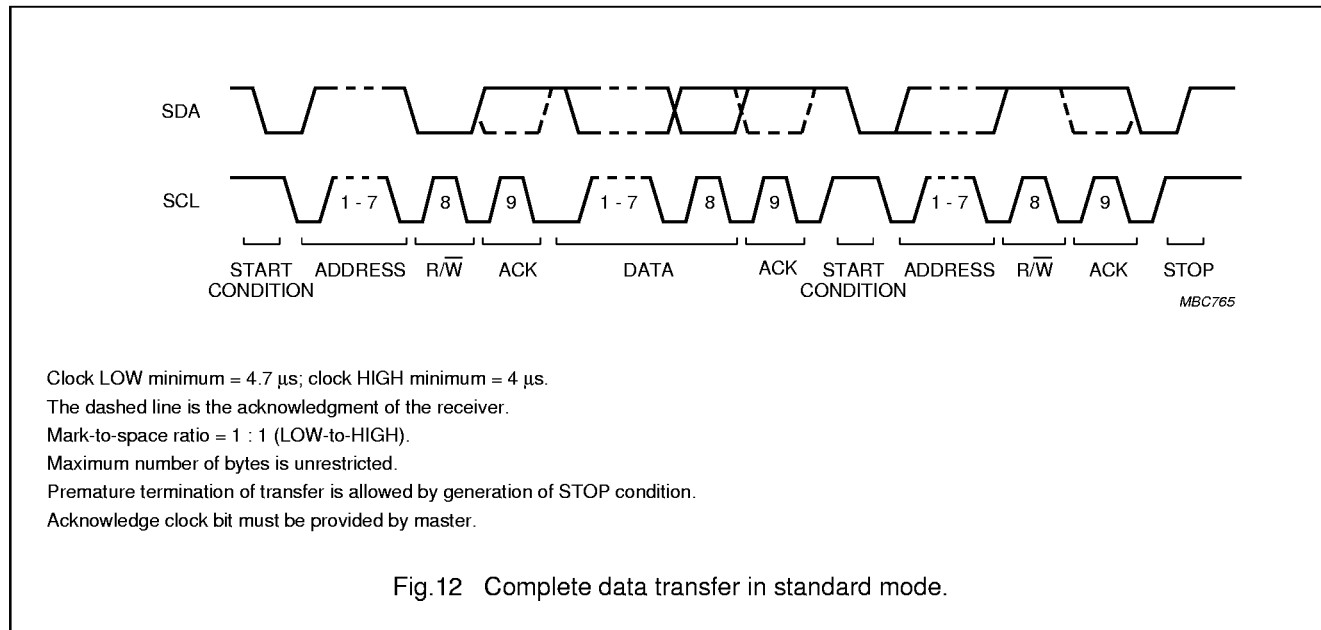 SDA
SCL
1 - 7 8 9 1 - 7 8 9 1 - 7 8 9
START CONDITION ADDRESS R/W̅ ACK DATA ACK START CONDITION ADDRESS R/W̅ ACK STOP
MBC765
Clock LOW minimum = 4.7 µs; clock HIGH minimum = 4 µs.
The dashed line is the acknowledgment of the receiver.
Mark-to-space ratio = 1 : 1 (LOW-to-HIGH).
Maximum number of bytes is unrestricted.
Premature termination of transfer is allowed by generation of STOP condition.
Acknowledge clock bit must be provided by master.
Fig.12 Complete data transfer in standard mode.